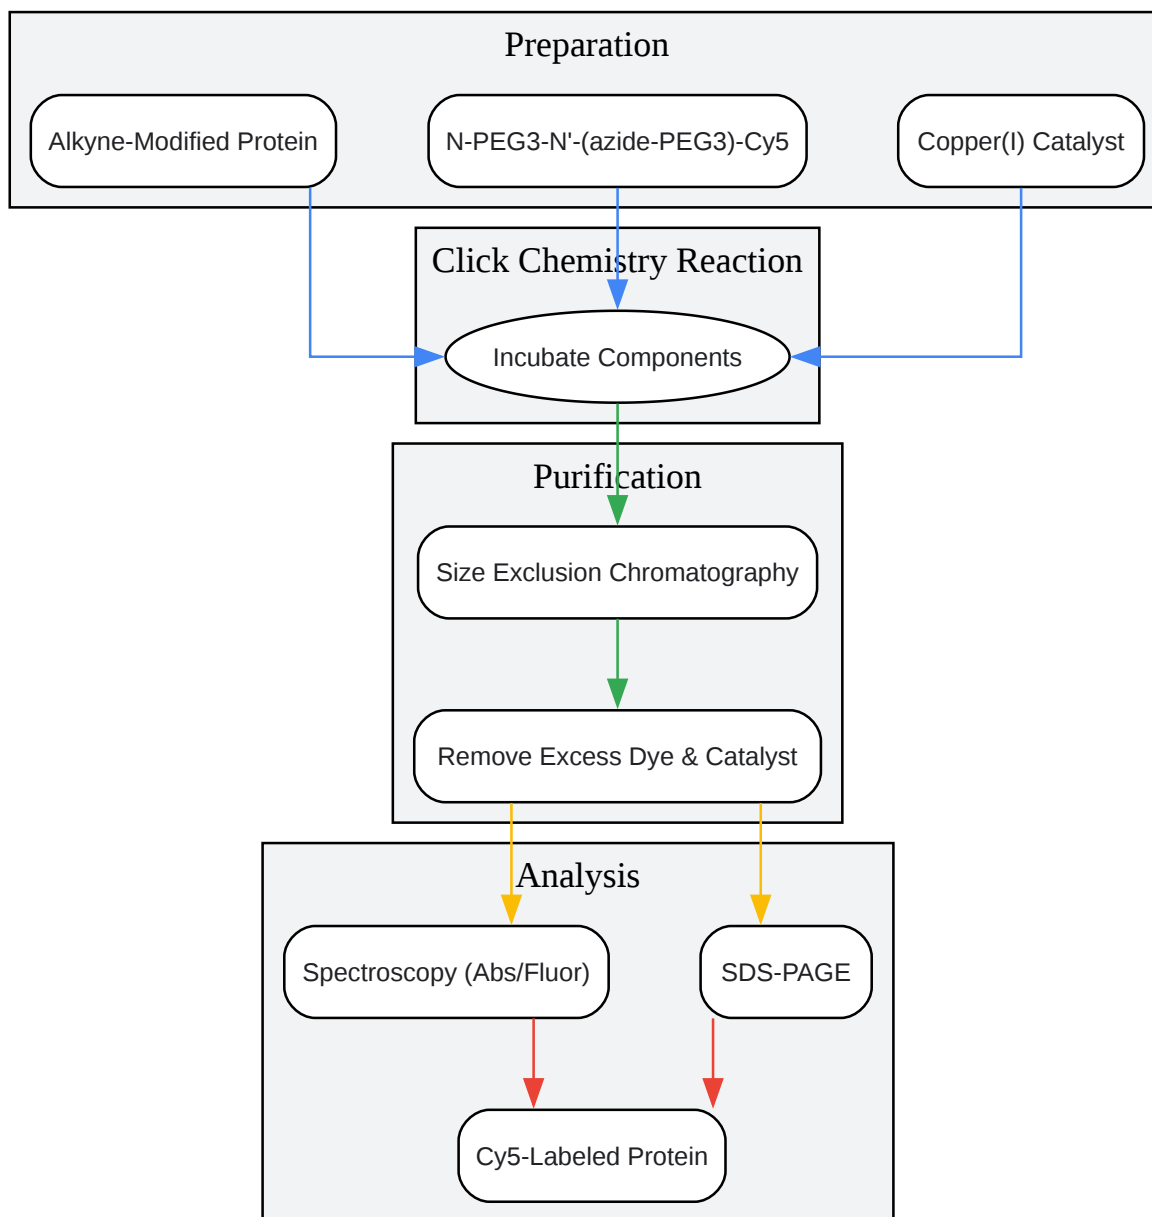 Preparation
Alkyne-Modified Protein
N-PEG3-N'-(azide-PEG3)-Cy5
Copper(I) Catalyst
Click Chemistry Reaction
Incubate Components
Purification
Size Exclusion Chromatography
Remove Excess Dye & Catalyst
Analysis
Spectroscopy (Abs/Fluor)
SDS-PAGE
Cy5-Labeled Protein